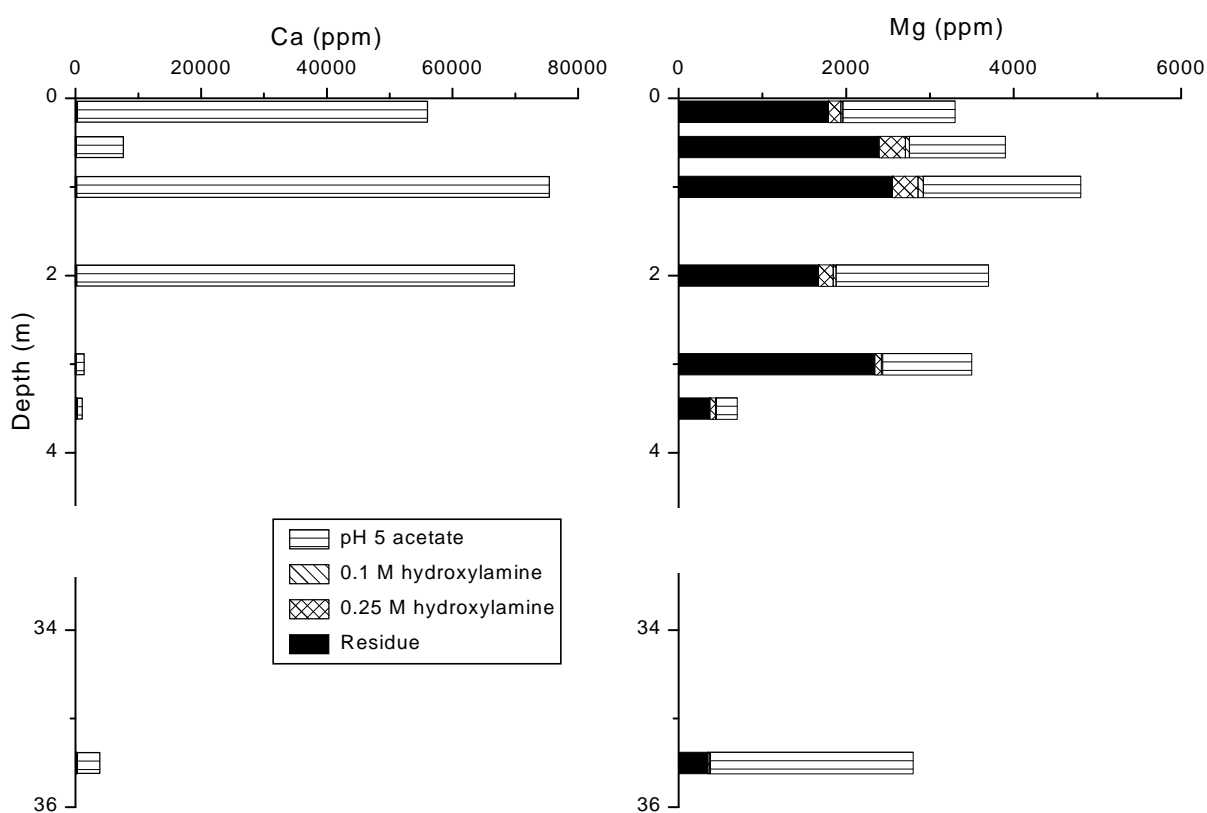 Ca (ppm)
0 20000 40000 60000 80000
Mg (ppm)
0 2000 4000 6000
Depth (m)
0
2
4
34
36
0
2
4
34
36
pH 5 acetate
0.1 M hydroxylamine
0.25 M hydroxylamine
Residue